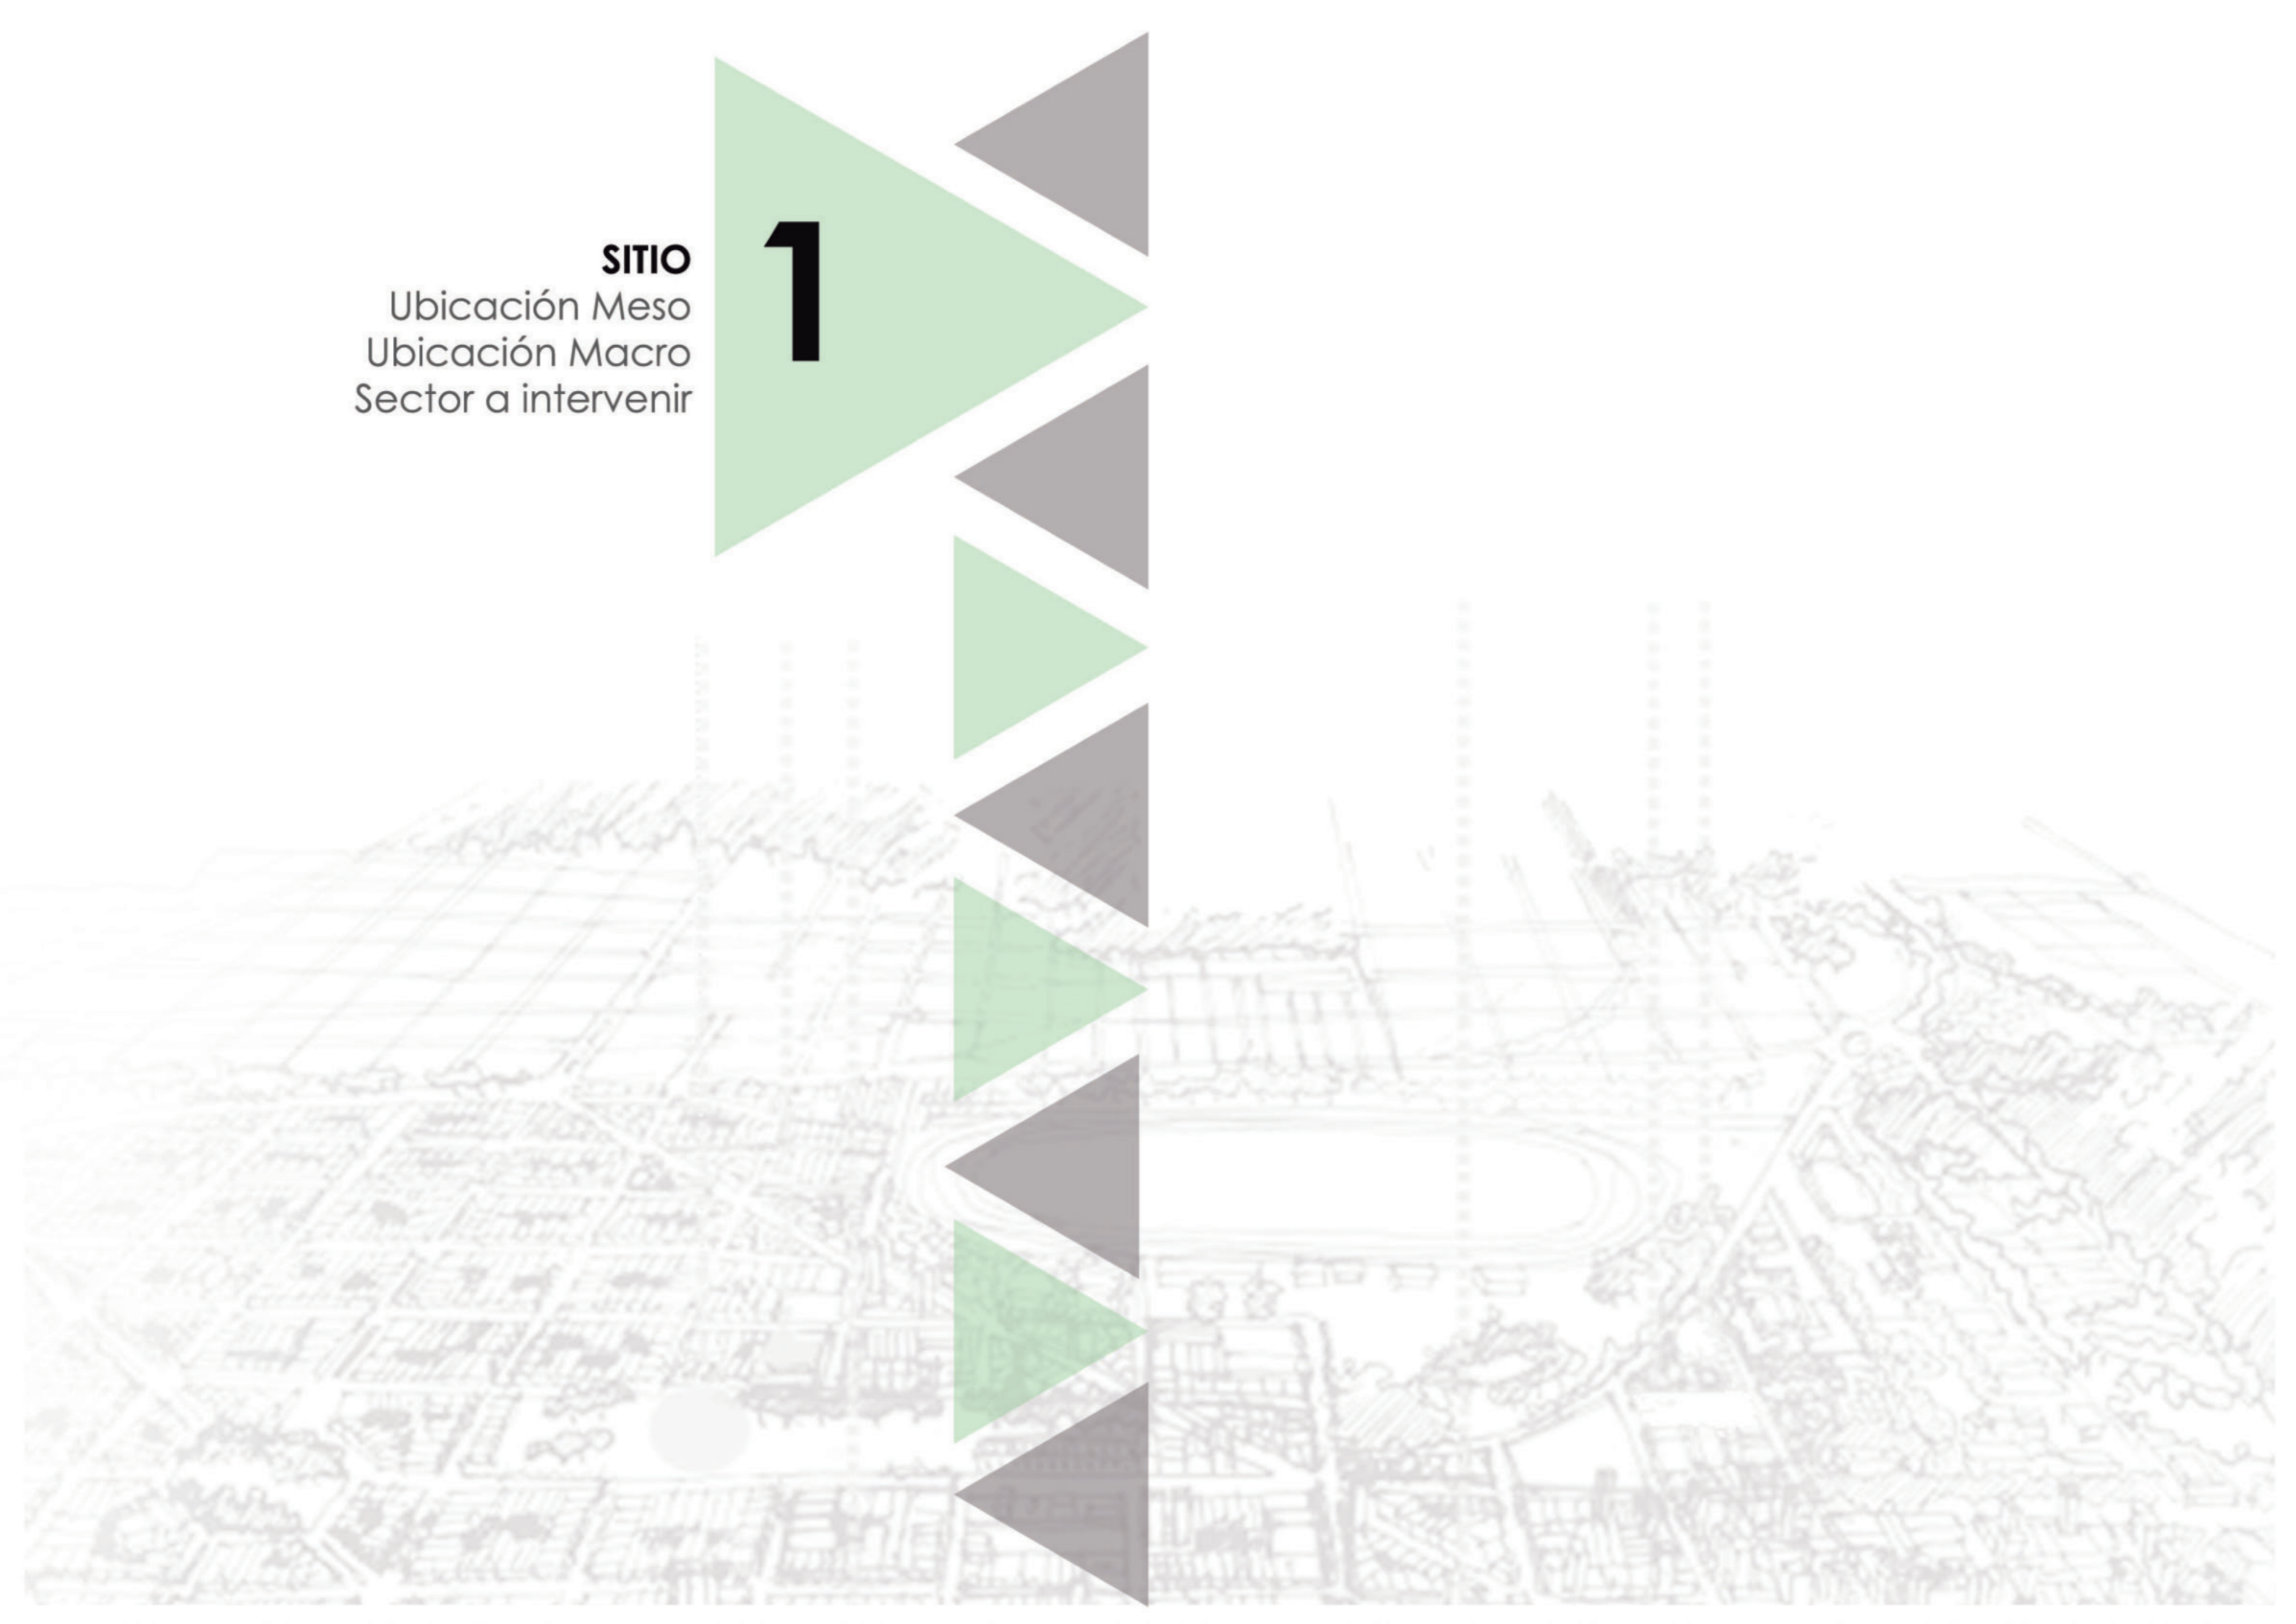 SITIO
Ubicación Meso
Ubicación Macro
Sector a intervenir
1